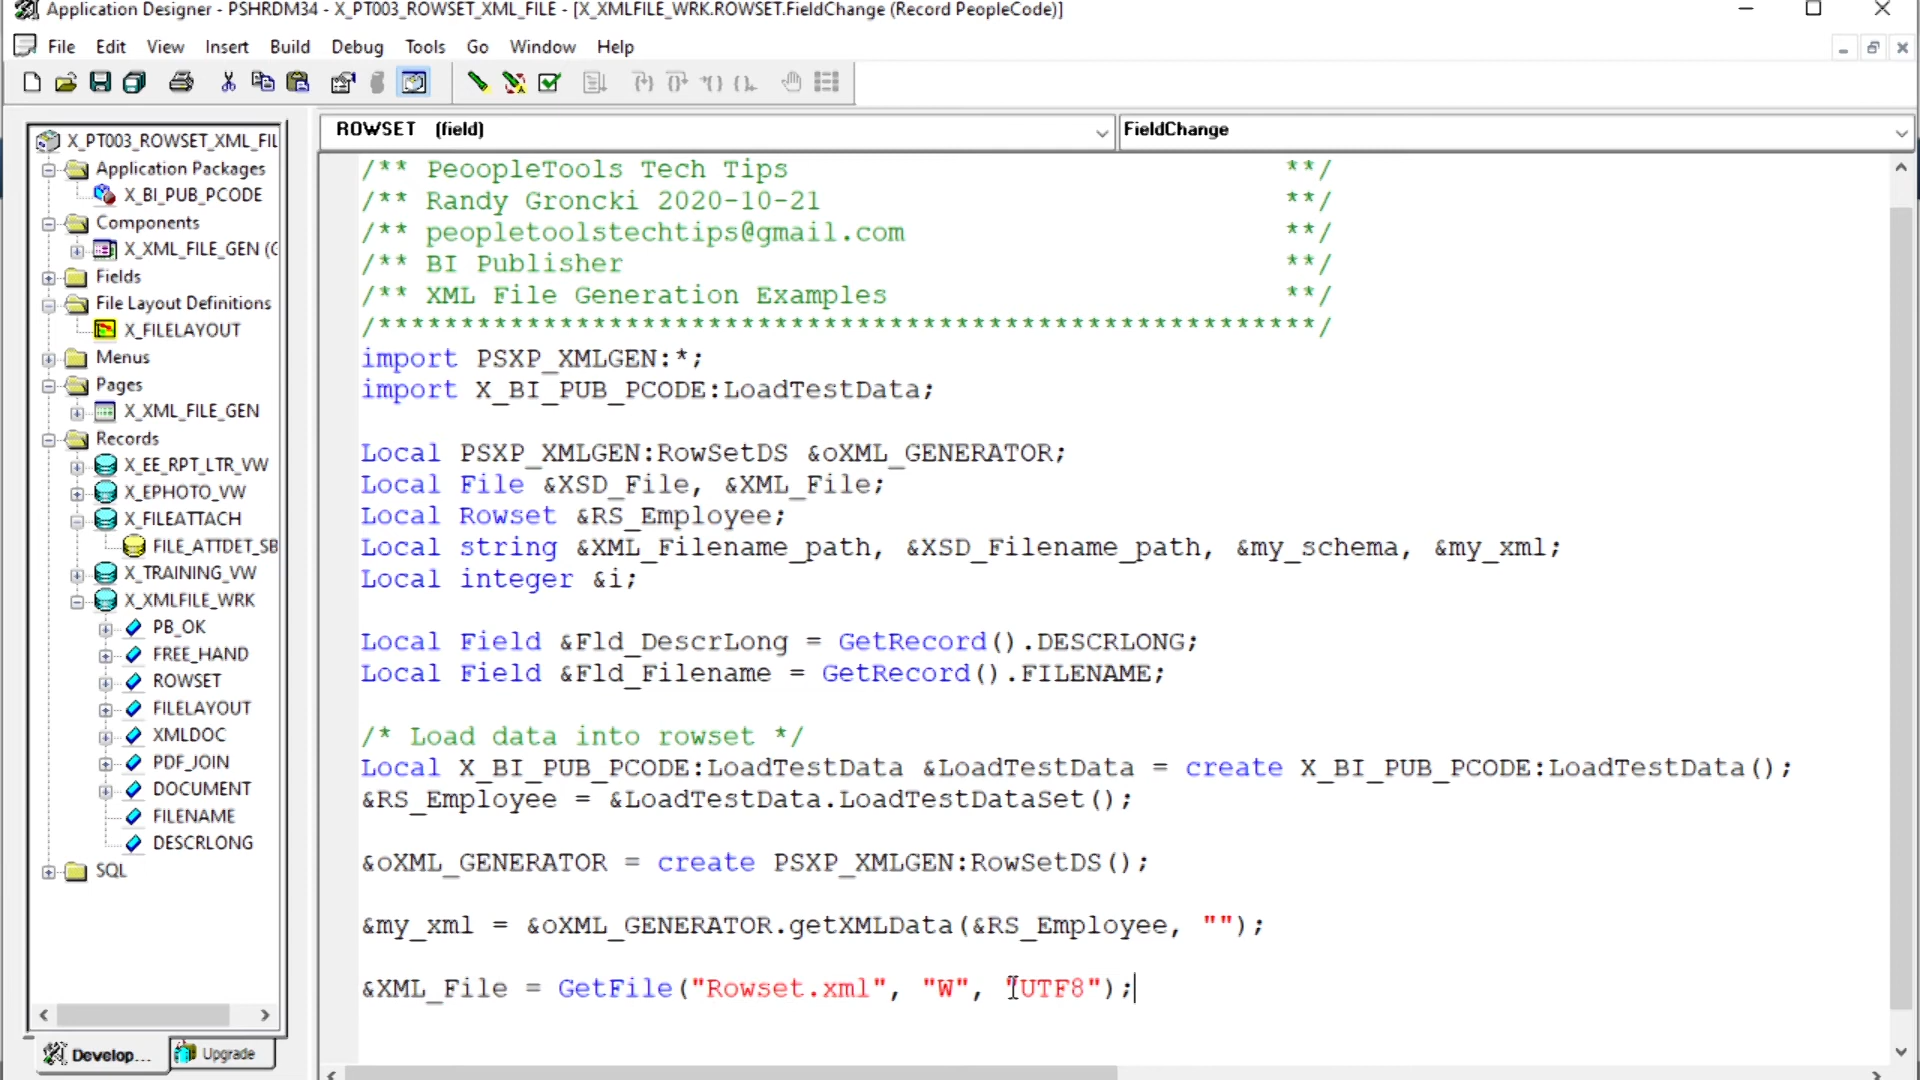 Application Designer - PSHRDM34 - X_PT003_ROWSET_XML_FILE - [X_XMLFILE_WRK.ROWSET.FieldChange (Record PeopleCode)]
File Edit View Insert Build Debug Tools Go Window Help
ROWSET (field)
FieldChange
X_PT003_ROWSET_XML_FIL
Application Packages
X_BI_PUB_PCODE
Components
X_XML_FILE_GEN (C
Fields
File Layout Definitions
X_FILELAYOUT
Menus
Pages
X_XML_FILE_GEN
Records
X_EE_RPT_LTR_VW
X_EPHOTO_VW
X_FILEATTACH
FILE_ATTDET_SB
X_TRAINING_VW
X_XMLFILE_WRK
PB_OK
FREE_HAND
ROWSET
FILELAYOUT
XMLDOC
PDF_JOIN
DOCUMENT
FILENAME
DESCRLONG
SQL
Develop...
Upgrade
/** PeoopleTools Tech Tips **/
/** Randy Groncki 2020-10-21 **/
/** peopletoolstechtips@gmail.com **/
/** BI Publisher **/
/** XML File Generation Examples **/
/*********************************************************/
import PSXP_XMLGEN:*;
import X_BI_PUB_PCODE:LoadTestData;
Local PSXP_XMLGEN:RowSetDS &oXML_GENERATOR;
Local File &XSD_File, &XML_File;
Local Rowset &RS_Employee;
Local string &XML_Filename_path, &XSD_Filename_path, &my_schema, &my_xml;
Local integer &i;
Local Field &Fld_DescrLong = GetRecord().DESCRLONG;
Local Field &Fld_Filename = GetRecord().FILENAME;
/* Load data into rowset */
Local X_BI_PUB_PCODE:LoadTestData &LoadTestData = create X_BI_PUB_PCODE:LoadTestData();
&RS_Employee = &LoadTestData.LoadTestDataSet();
&oXML_GENERATOR = create PSXP_XMLGEN:RowSetDS();
&my_xml = &oXML_GENERATOR.getXMLData(&RS_Employee, "");
&XML_File = GetFile("Rowset.xml", "W", "UTF8");